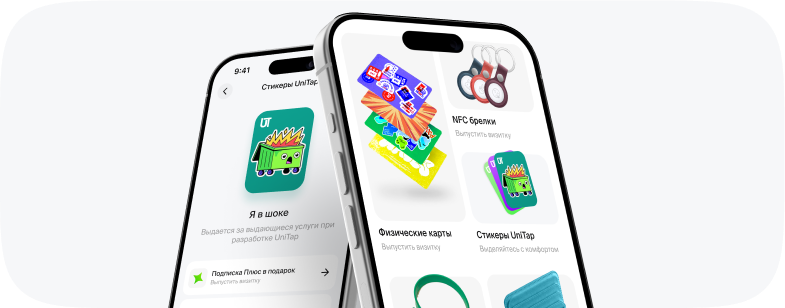 9:41
Стикеры UniTap
UT
Я в шоке
Выдается за выдающиеся услуги при
разработке UniTap
Подписка Плюс в подарок
Выпустить визитку
NFC брелки
Выпустить визитку
Физические карты
Выпустить визитку
UT
Стикеры UniTap
Выделяйтесь с комфортом